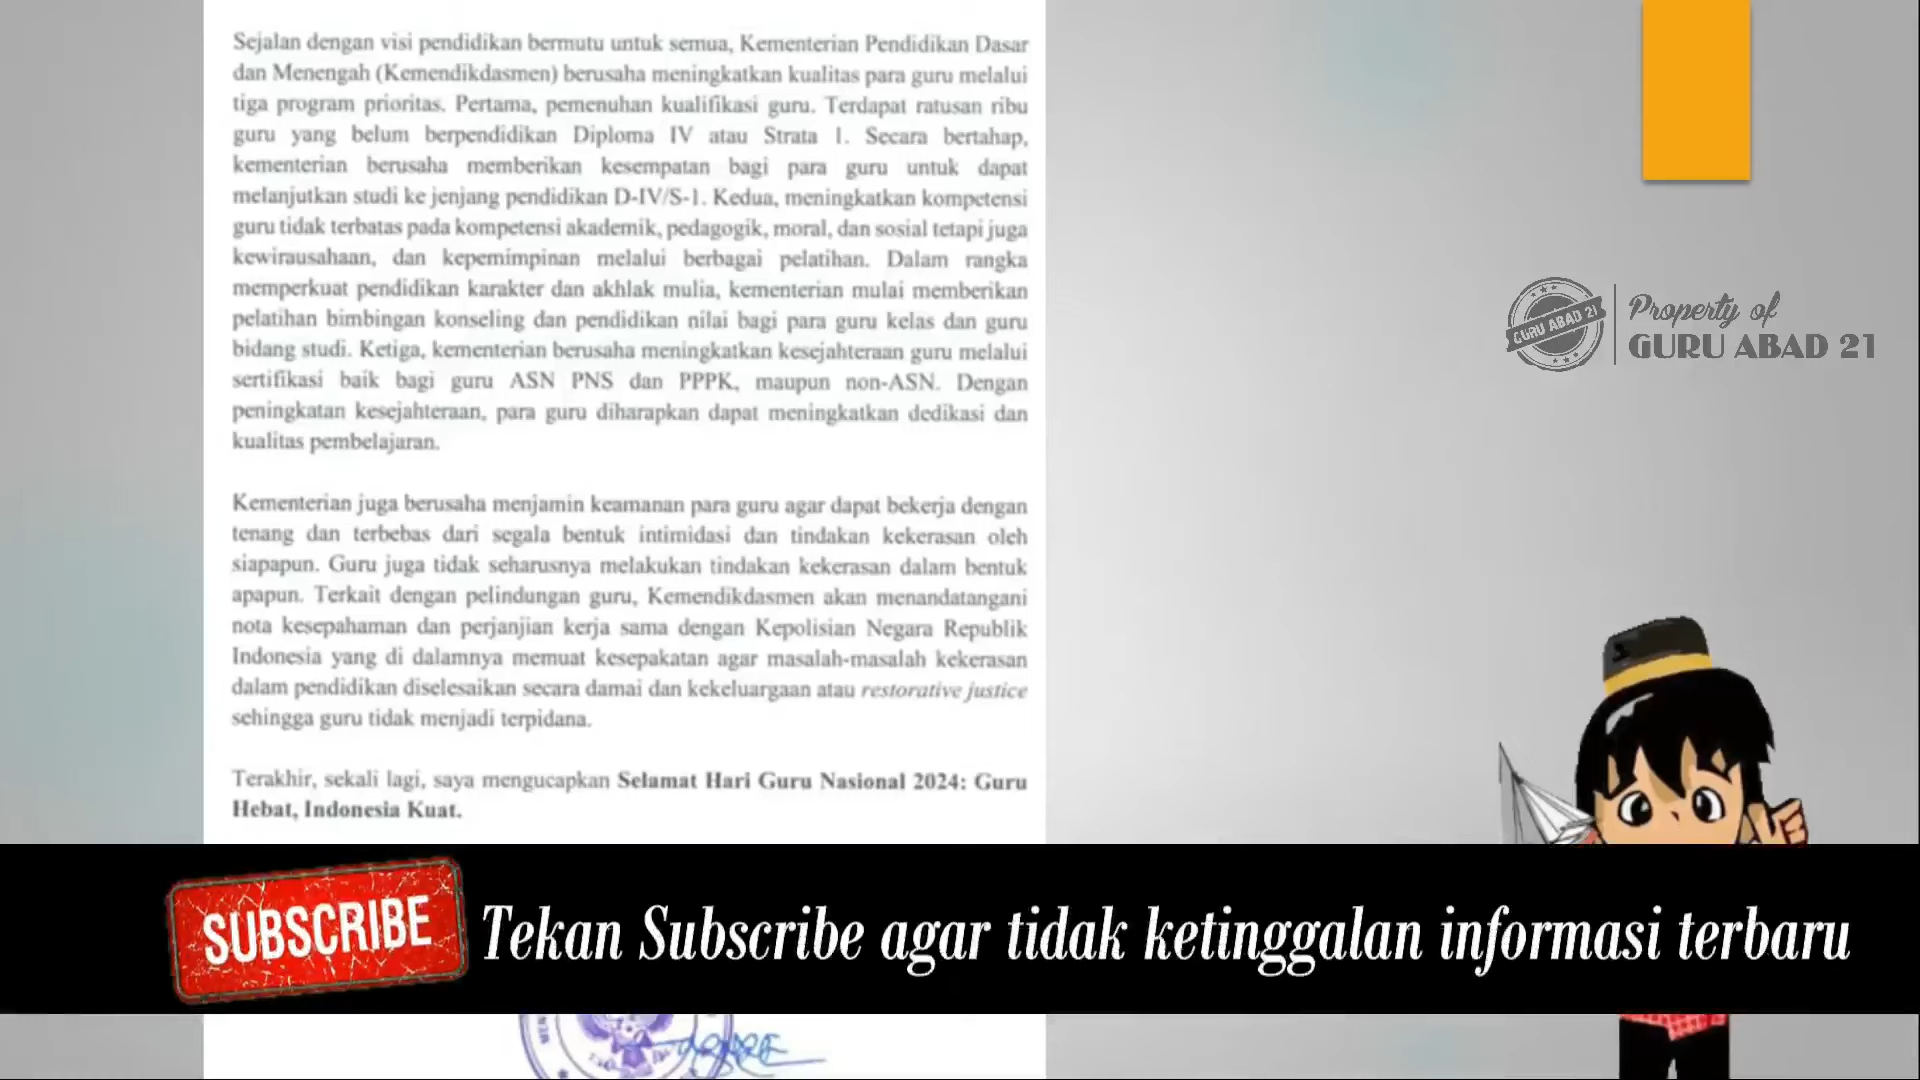 Sejalan dengan visi pendidikan bermutu untuk semua, Kementerian Pendidikan Dasar
dan Menengah (Kemendikdasmen) berusaha meningkatkan kualitas para guru melalui
tiga program prioritas. Pertama, pemenuhan kualifikasi guru. Terdapat ratusan ribu
guru yang belum berpendidikan Diploma IV atau Strata 1. Secara bertahap,
kementerian berusaha memberikan kesempatan bagi para guru untuk dapat
melanjutkan studi ke jenjang pendidikan D-IV/S-1. Kedua, meningkatkan kompetensi
guru tidak terbatas pada kompetensi akademik, pedagogik, moral, dan sosial tetapi juga
kewirausahaan, dan kepemimpinan melalui berbagai pelatihan. Dalam rangka
memperkuat pendidikan karakter dan akhlak mulia, kementerian mulai memberikan
pelatihan bimbingan konseling dan pendidikan nilai bagi para guru kelas dan guru
bidang studi. Ketiga, kementerian berusaha meningkatkan kesejahteraan guru melalui
sertifikasi baik bagi guru ASN PNS dan PPPK, maupun non-ASN. Dengan
peningkatan kesejahteraan, para guru diharapkan dapat meningkatkan dedikasi dan
kualitas pembelajaran.
Kementerian juga berusaha menjamin keamanan para guru agar dapat bekerja dengan
tenang dan terbebas dari segala bentuk intimidasi dan tindakan kekerasan oleh
siapapun. Guru juga tidak seharusnya melakukan tindakan kekerasan dalam bentuk
apapun. Terkait dengan pelindungan guru, Kemendikdasmen akan menandatangani
nota kesepahaman dan perjanjian kerja sama dengan Kepolisian Negara Republik
Indonesia yang di dalamnya memuat kesepakatan agar masalah-masalah kekerasan
dalam pendidikan diselesaikan secara damai dan kekeluargaan atau restorative justice
sehingga guru tidak menjadi terpidana.
Terakhir, sekali lagi, saya mengucapkan Selamat Hari Guru Nasional 2024: Guru
Hebat, Indonesia Kuat.
GURU ABAD 21
Property of
GURU ABAD 21
SUBSCRIBE
Tekan Subscribe agar tidak ketinggalan informasi terbaru